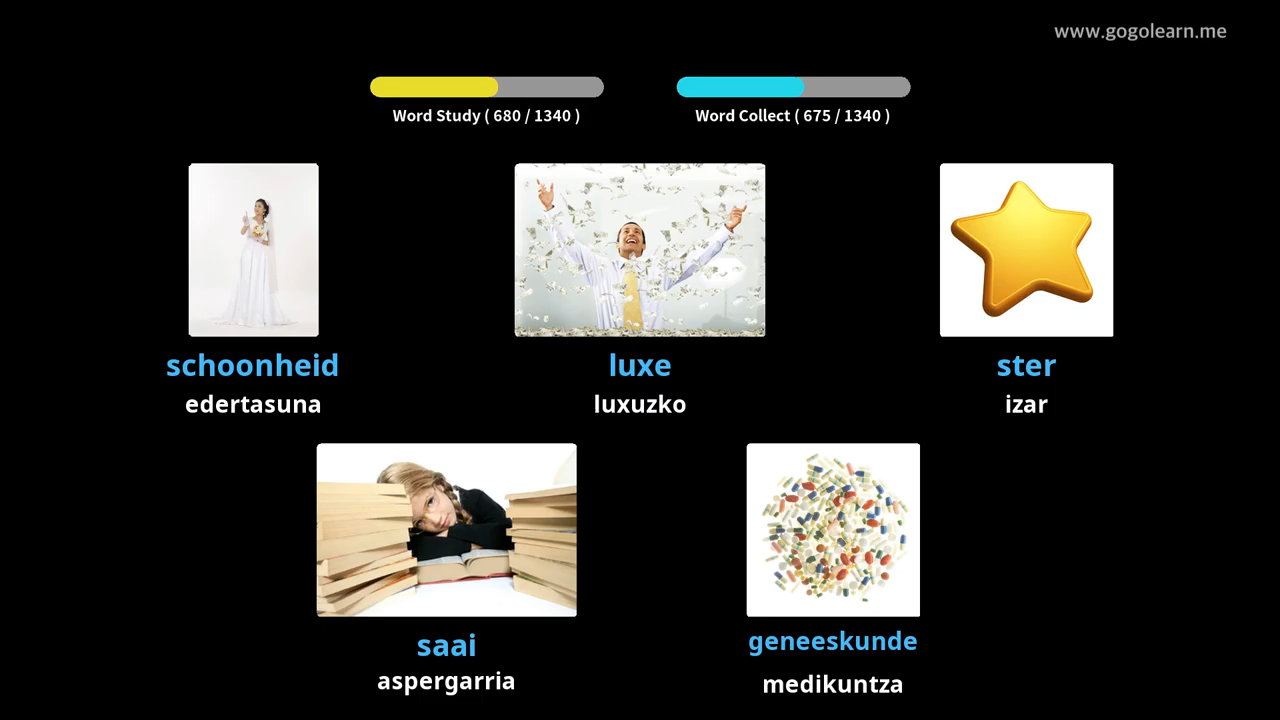 www.gogolearn.me
Word Study ( 680 / 1340 )
Word Collect ( 675 / 1340 )
schoonheid
edertasuna
luxe
luxuzko
ster
izar
saai
aspergarria
geneeskunde
medikuntza